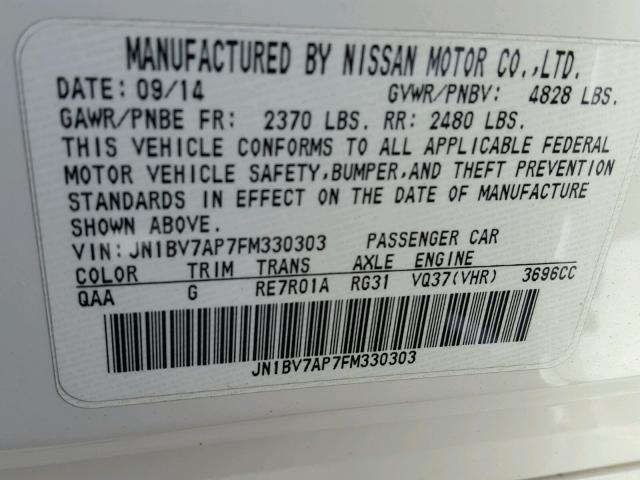 MANUFACTURED BY NISSAN MOTOR CO.,LTD.
DATE: 09/14 GVWR/PNBV: 4828 LBS.
GAWR/PNBE FR: 2370 LBS. RR: 2480 LBS.
THIS VEHICLE CONFORMS TO ALL APPLICABLE FEDERAL
MOTOR VEHICLE SAFETY,BUMPER,AND THEFT PREVENTION
STANDARDS IN EFFECT ON THE DATE OF MANUFACTURE
SHOWN ABOVE.
VIN:JN1BV7AP7FM330303 PASSENGER CAR
COLOR TRIM TRANS AXLE ENGINE
QAA G RE7R01A RG31 VQ37(VHR) 3696CC
JN1BV7AP7FM330303